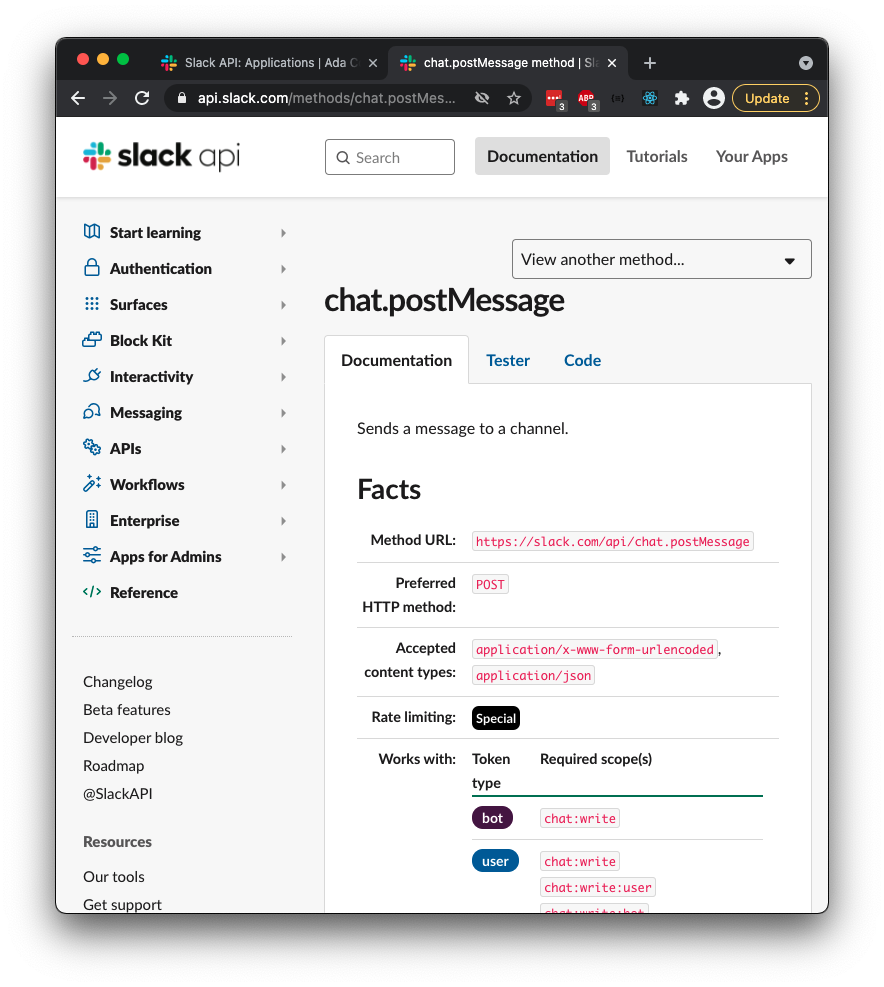 Slack API: Applications | Ada C
chat.postMessage method | Sl
api.slack.com/methods/chat.postMes...
3
ABP
3
Update
slack api
Search
Documentation
Tutorials
Your Apps
Start learning
Authentication
Surfaces
Block Kit
Interactivity
Messaging
APIs
Workflows
Enterprise
Apps for Admins
Reference
Changelog
Beta features
Developer blog
Roadmap
@SlackAPI
Resources
Our tools
Get support
View another method...
chat.postMessage
Documentation
Tester
Code
Sends a message to a channel.
Facts
Method URL: https://slack.com/api/chat.postMessage
Preferred
HTTP method:
POST
Accepted
content types:
application/x-www-form-urlencoded,
application/json
Rate limiting: Special
Works with:
Token
type
Required scope(s)
bot chat:write
user chat:write
chat:write:user
chat:write:bot